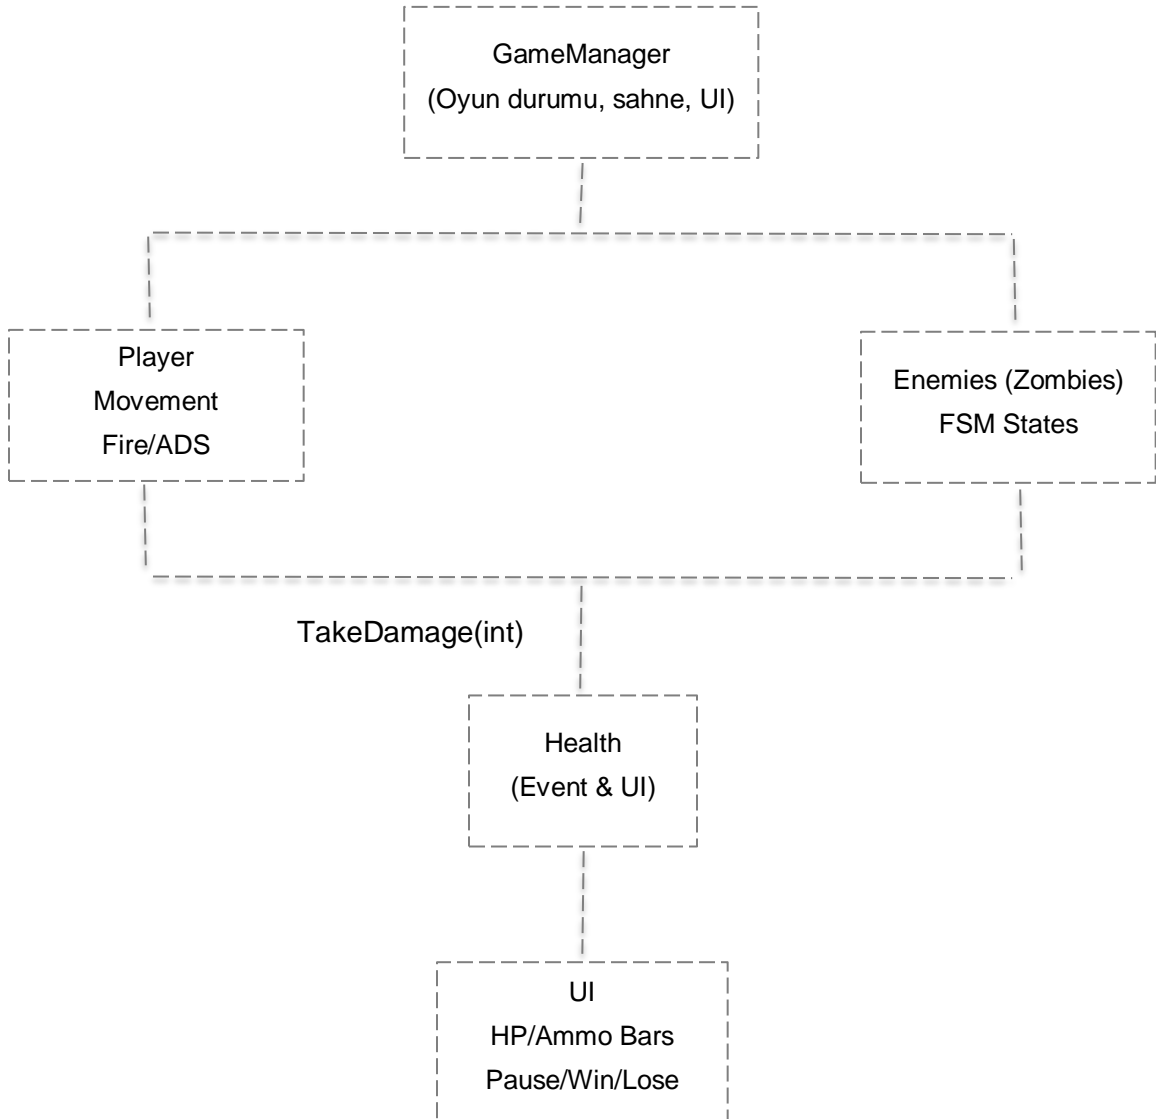 GameManager
(Oyun durumu, sahne, UI)
Player
Movement
Fire/ADS
Enemies (Zombies)
FSM States
TakeDamage(int)
Health
(Event & UI)
UI
HP/Ammo Bars
Pause/Win/Lose